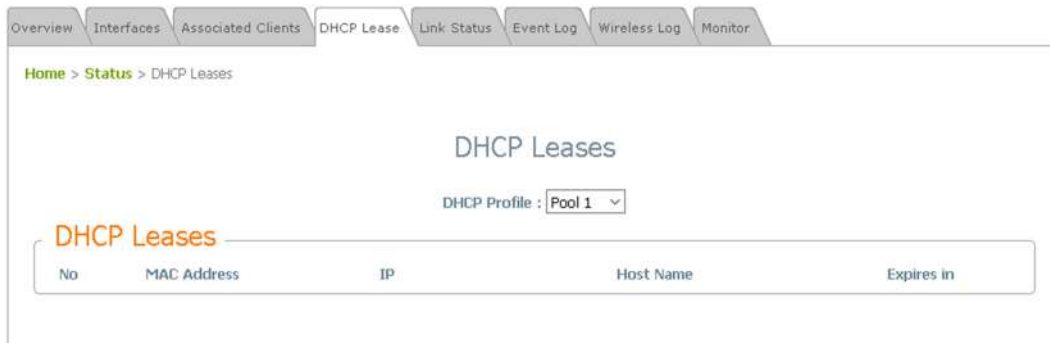 Overview Interfaces Associated Clients DHCP Lease Link Status Event Log Wireless Log Monitor
Home > Status > DHCP Leases
DHCP Leases
DHCP Profile : Pool 1
DHCP Leases
No MAC Address IP Host Name Expires in